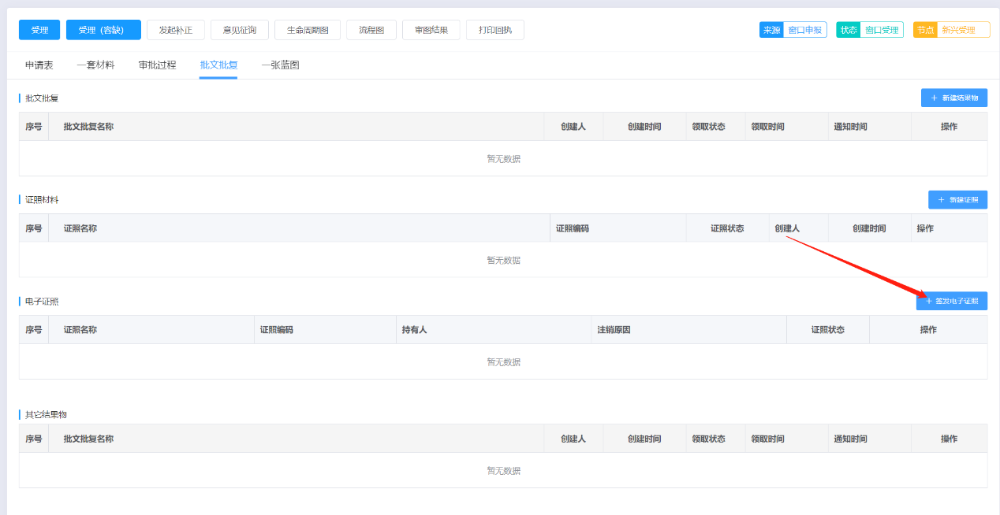 受理 受理（容缺） 发起补正 意见征询 生命周期图 流程图 审图结果 打印回执 来源 窗口申报 状态 窗口受理 节点 新兴受理
申请表 一套材料 审批过程 批文批复 一张蓝图
批文批复 + 新建结果物
序号 批文批复名称 创建人 创建时间 领取状态 领取时间 通知时间 操作
暂无数据
证照材料 + 新建证照
序号 证照名称 证照编码 证照状态 创建人 创建时间 操作
暂无数据
电子证照 + 签发电子证照
序号 证照名称 证照编码 持有人 注销原因 证照状态 操作
暂无数据
其它结果物
序号 批文批复名称 创建人 创建时间 领取状态 领取时间 通知时间 操作
暂无数据